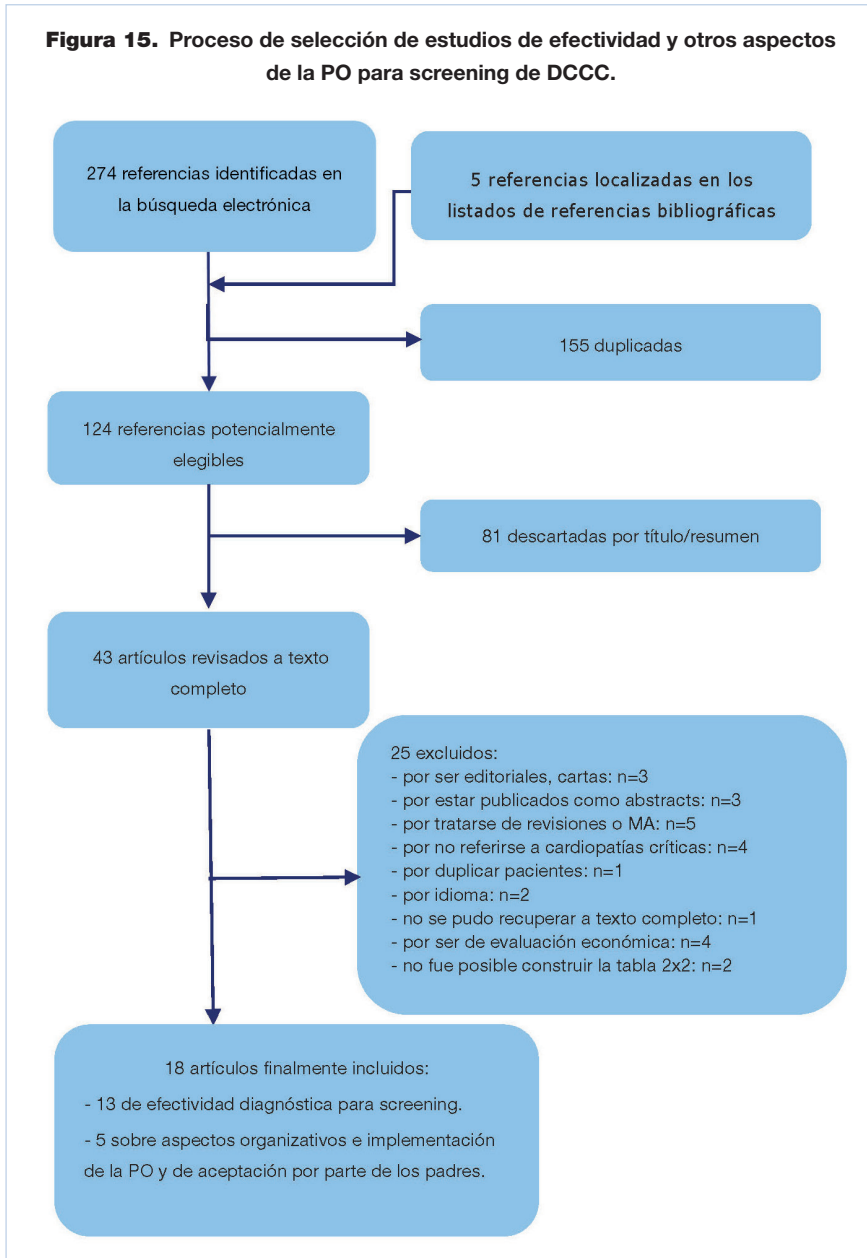 Figura 15. Proceso de selección de estudios de efectividad y otros aspectos
de la PO para screening de DCCC.
274 referencias identificadas en
la búsqueda electrónica
5 referencias localizadas en los
listados de referencias bibliográficas
155 duplicadas
124 referencias potencialmente
elegibles
81 descartadas por título/resumen
43 artículos revisados a texto
completo
25 excluidos:
- por ser editoriales, cartas: n=3
- por estar publicados como abstracts: n=3
- por tratarse de revisiones o MA: n=5
- por no referirse a cardiopatías críticas: n=4
- por duplicar pacientes: n=1
- por idioma: n=2
- no se pudo recuperar a texto completo: n=1
- por ser de evaluación económica: n=4
- no fue posible construir la tabla 2x2: n=2
18 artículos finalmente incluidos:
- 13 de efectividad diagnóstica para screening.
- 5 sobre aspectos organizativos e implementación
de la PO y de aceptación por parte de los padres.